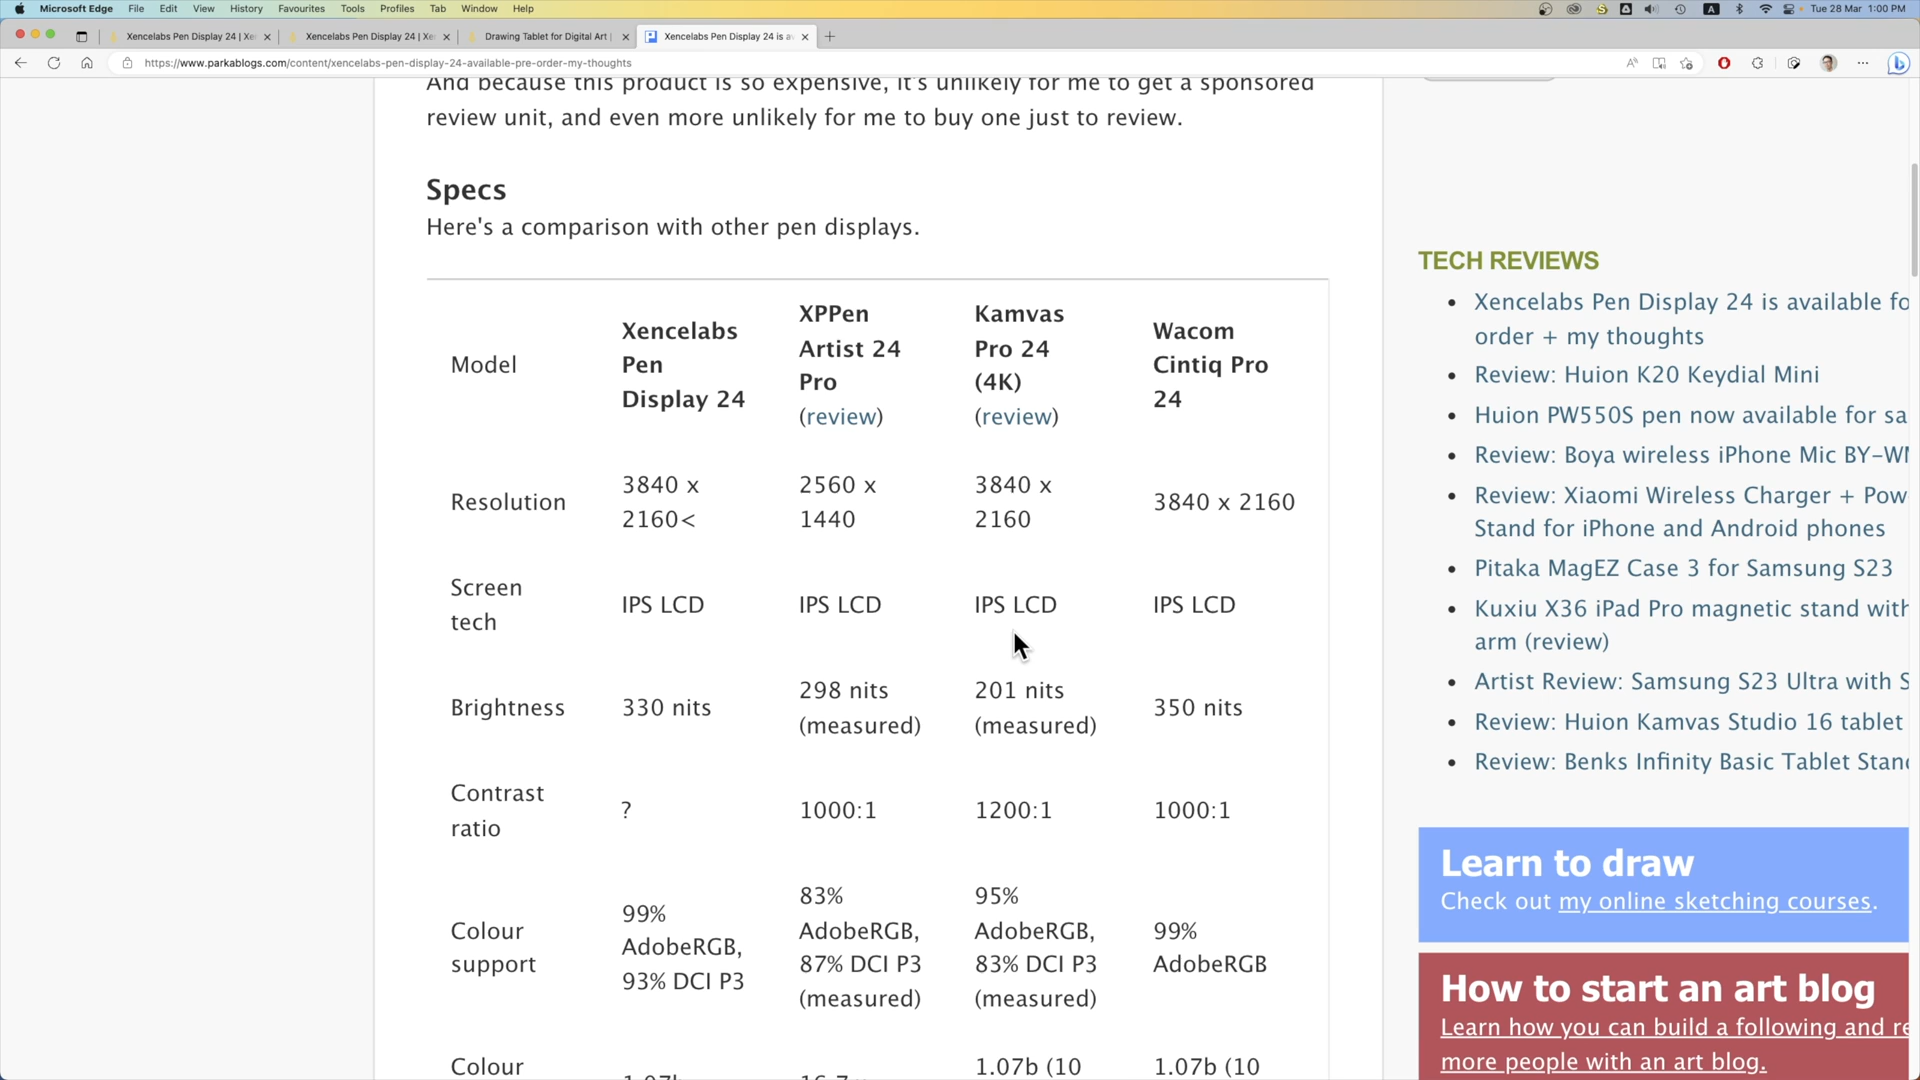 Microsoft Edge File Edit View History Favourites Tools Profiles Tab Window Help
Tue 28 Mar 1:00 PM
Xencelabs Pen Display 24 | Xe
Xencelabs Pen Display 24 | Xe
Drawing Tablet for Digital Art |
Xencelabs Pen Display 24 is a
https://www.parkablogs.com/content/xencelabs-pen-display-24-available-pre-order-my-thoughts
And because this product is so expensive, it's unlikely for me to get a sponsored
review unit, and even more unlikely for me to buy one just to review.
Specs
Here's a comparison with other pen displays.
Model
Xencelabs
Pen
Display 24
XPPen
Artist 24
Pro
(review)
Kamvas
Pro 24
(4K)
(review)
Wacom
Cintiq Pro
24
Resolution
3840 x
2160<
2560 x
1440
3840 x
2160
3840 x 2160
Screen
tech
IPS LCD
IPS LCD
IPS LCD
IPS LCD
Brightness
330 nits
298 nits
(measured)
201 nits
(measured)
350 nits
Contrast
ratio
?
1000:1
1200:1
1000:1
Colour
support
99%
AdobeRGB,
93% DCI P3
83%
AdobeRGB,
87% DCI P3
(measured)
95%
AdobeRGB,
83% DCI P3
(measured)
99%
AdobeRGB
Colour
1.07b (10
1.07b (10
TECH REVIEWS
Xencelabs Pen Display 24 is available fo
order + my thoughts
Review: Huion K20 Keydial Mini
Huion PW550S pen now available for sa
Review: Boya wireless iPhone Mic BY-WM
Review: Xiaomi Wireless Charger + Pow
Stand for iPhone and Android phones
Pitaka MagEZ Case 3 for Samsung S23
Kuxiu X36 iPad Pro magnetic stand with
arm (review)
Artist Review: Samsung S23 Ultra with S
Review: Huion Kamvas Studio 16 tablet
Review: Benks Infinity Basic Tablet Stan
Learn to draw
Check out my online sketching courses.
How to start an art blog
Learn how you can build a following and re
more people with an art blog.